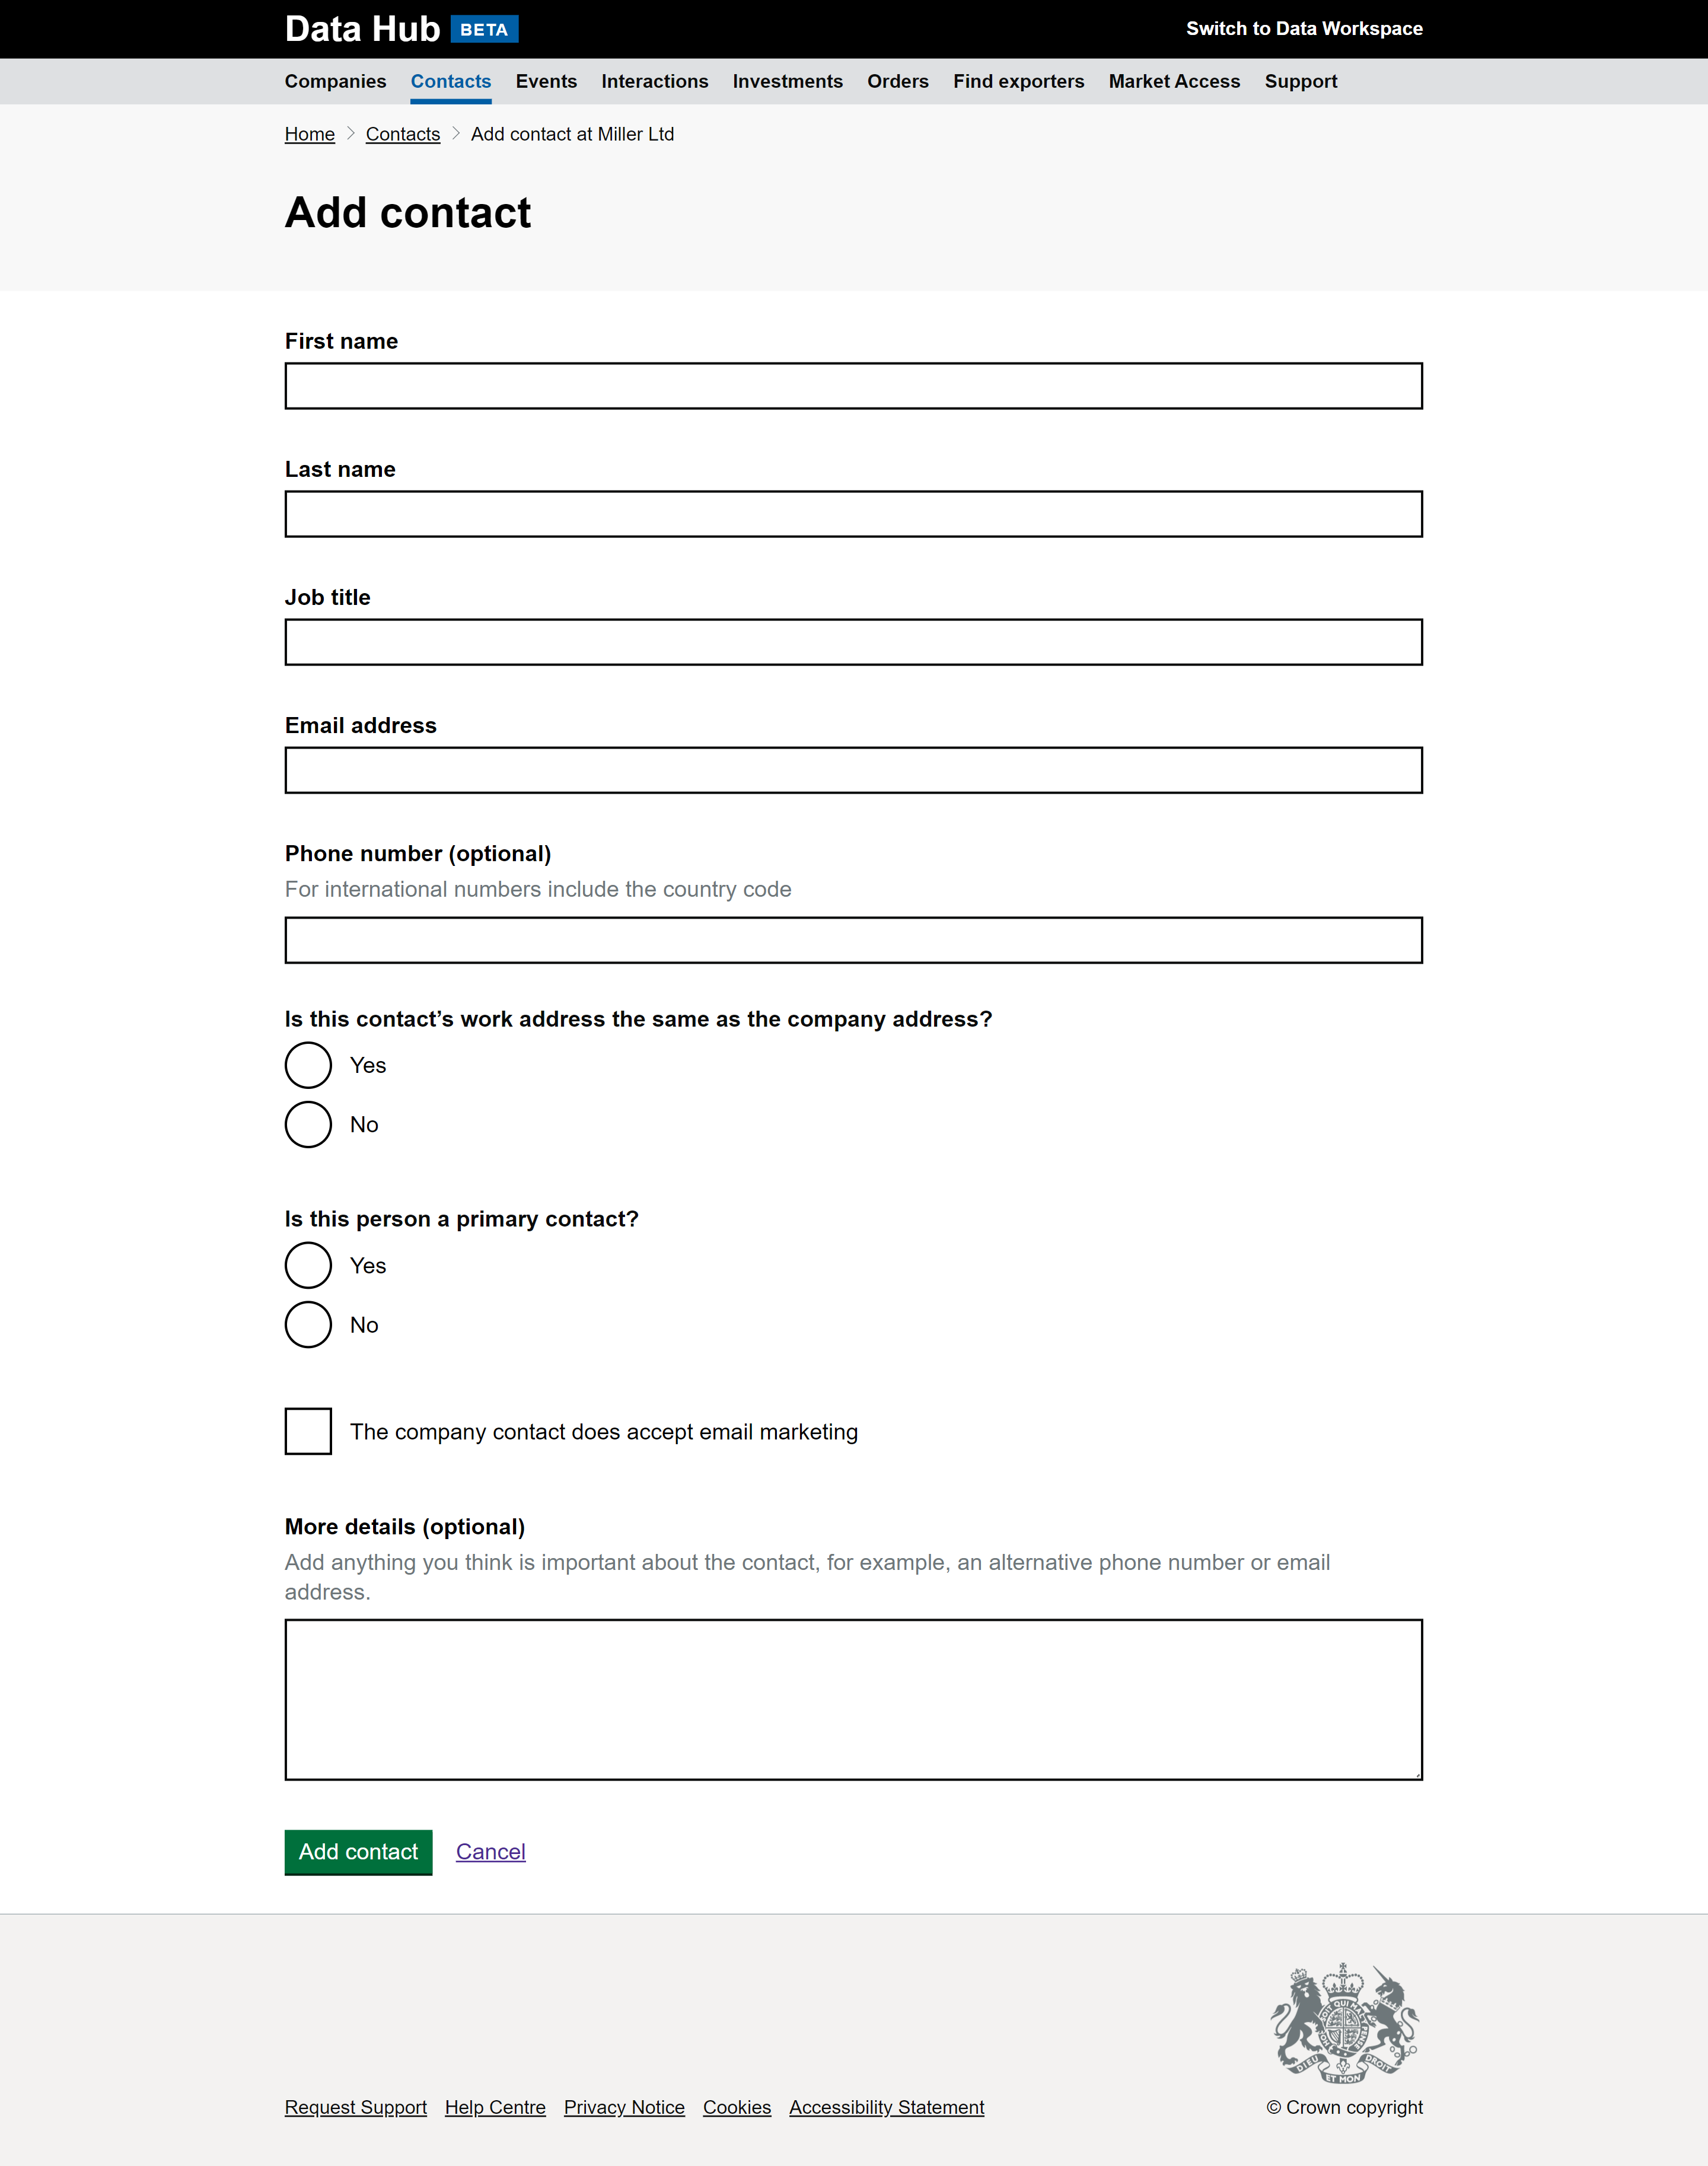 Data Hub BETA
Switch to Data Workspace
Companies Contacts Events Interactions Investments Orders Find exporters Market Access Support
Home Contacts Add contact at Miller Ltd
Add contact
First name
Last name
Job title
Email address
Phone number (optional)
For international numbers include the country code
Is this contact’s work address the same as the company address?
Yes
No
Is this person a primary contact?
Yes
No
The company contact does accept email marketing
More details (optional)
Add anything you think is important about the contact, for example, an alternative phone number or email
address.
Add contact Cancel
DIEU ET MON DROIT
Request Support Help Centre Privacy Notice Cookies Accessibility Statement
© Crown copyright